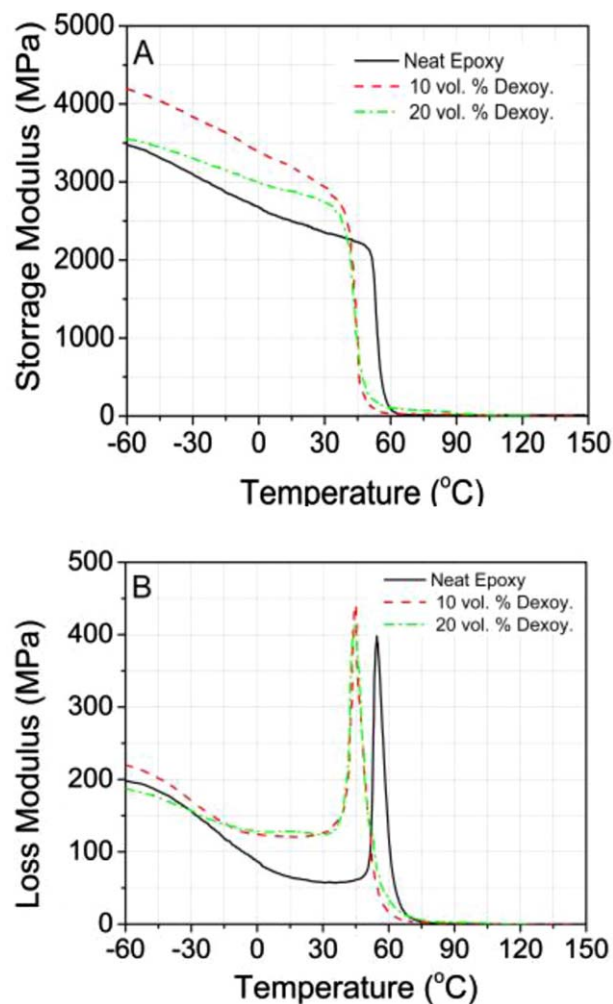 A
Neat Epoxy
10 vol. % Dexoy.
20 vol. % Dexoy.
Storrage Modulus (MPa)
5000
4000
3000
2000
1000
0
-60 -30 0 30 60 90 120 150
Temperature (°C)
B
Neat Epoxy
10 vol. % Dexoy.
20 vol. % Dexoy.
Loss Modulus (MPa)
500
400
300
200
100
0
-60 -30 0 30 60 90 120 150
Temperature (°C)